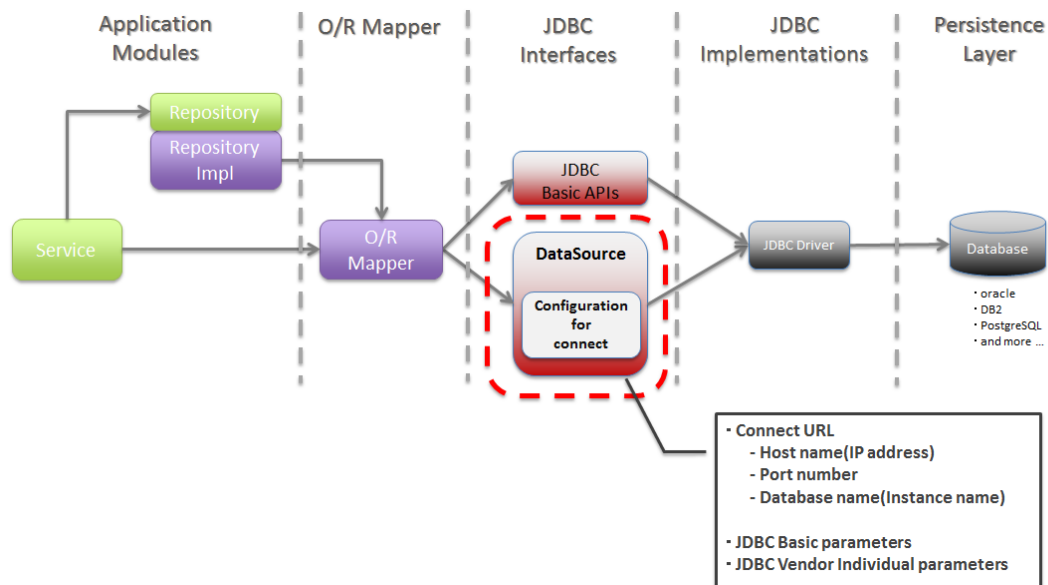 Application
Modules
O/R Mapper
JDBC
Interfaces
JDBC
Implementations
Persistence
Layer
Repository
Repository
Impl
Service
O/R
Mapper
JDBC
Basic APIs
DataSource
Configuration
for
connect
JDBC Driver
Database
・oracle
・DB2
・PostgreSQL
・and more ...
・Connect URL
- Host name(IP address)
- Port number
- Database name(Instance name)
・JDBC Basic parameters
・JDBC Vendor Individual parameters